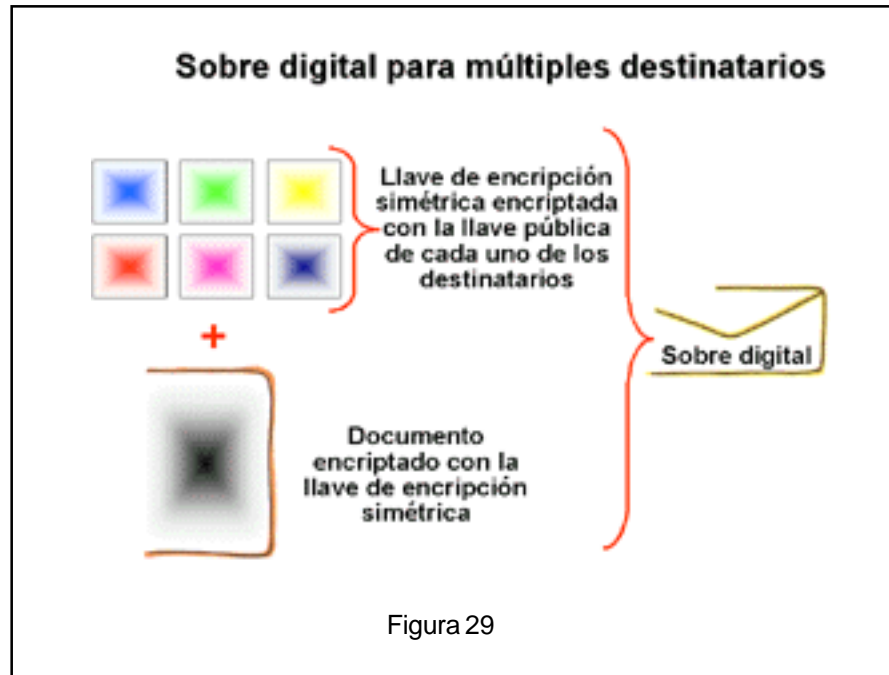 Sobre digital para múltiples destinatarios
Llave de encripción
simétrica encriptada
con la llave pública
de cada uno de los
destinatarios
+
Sobre digital
Documento
encriptado con la
llave de encripción
simétrica
Figura 29